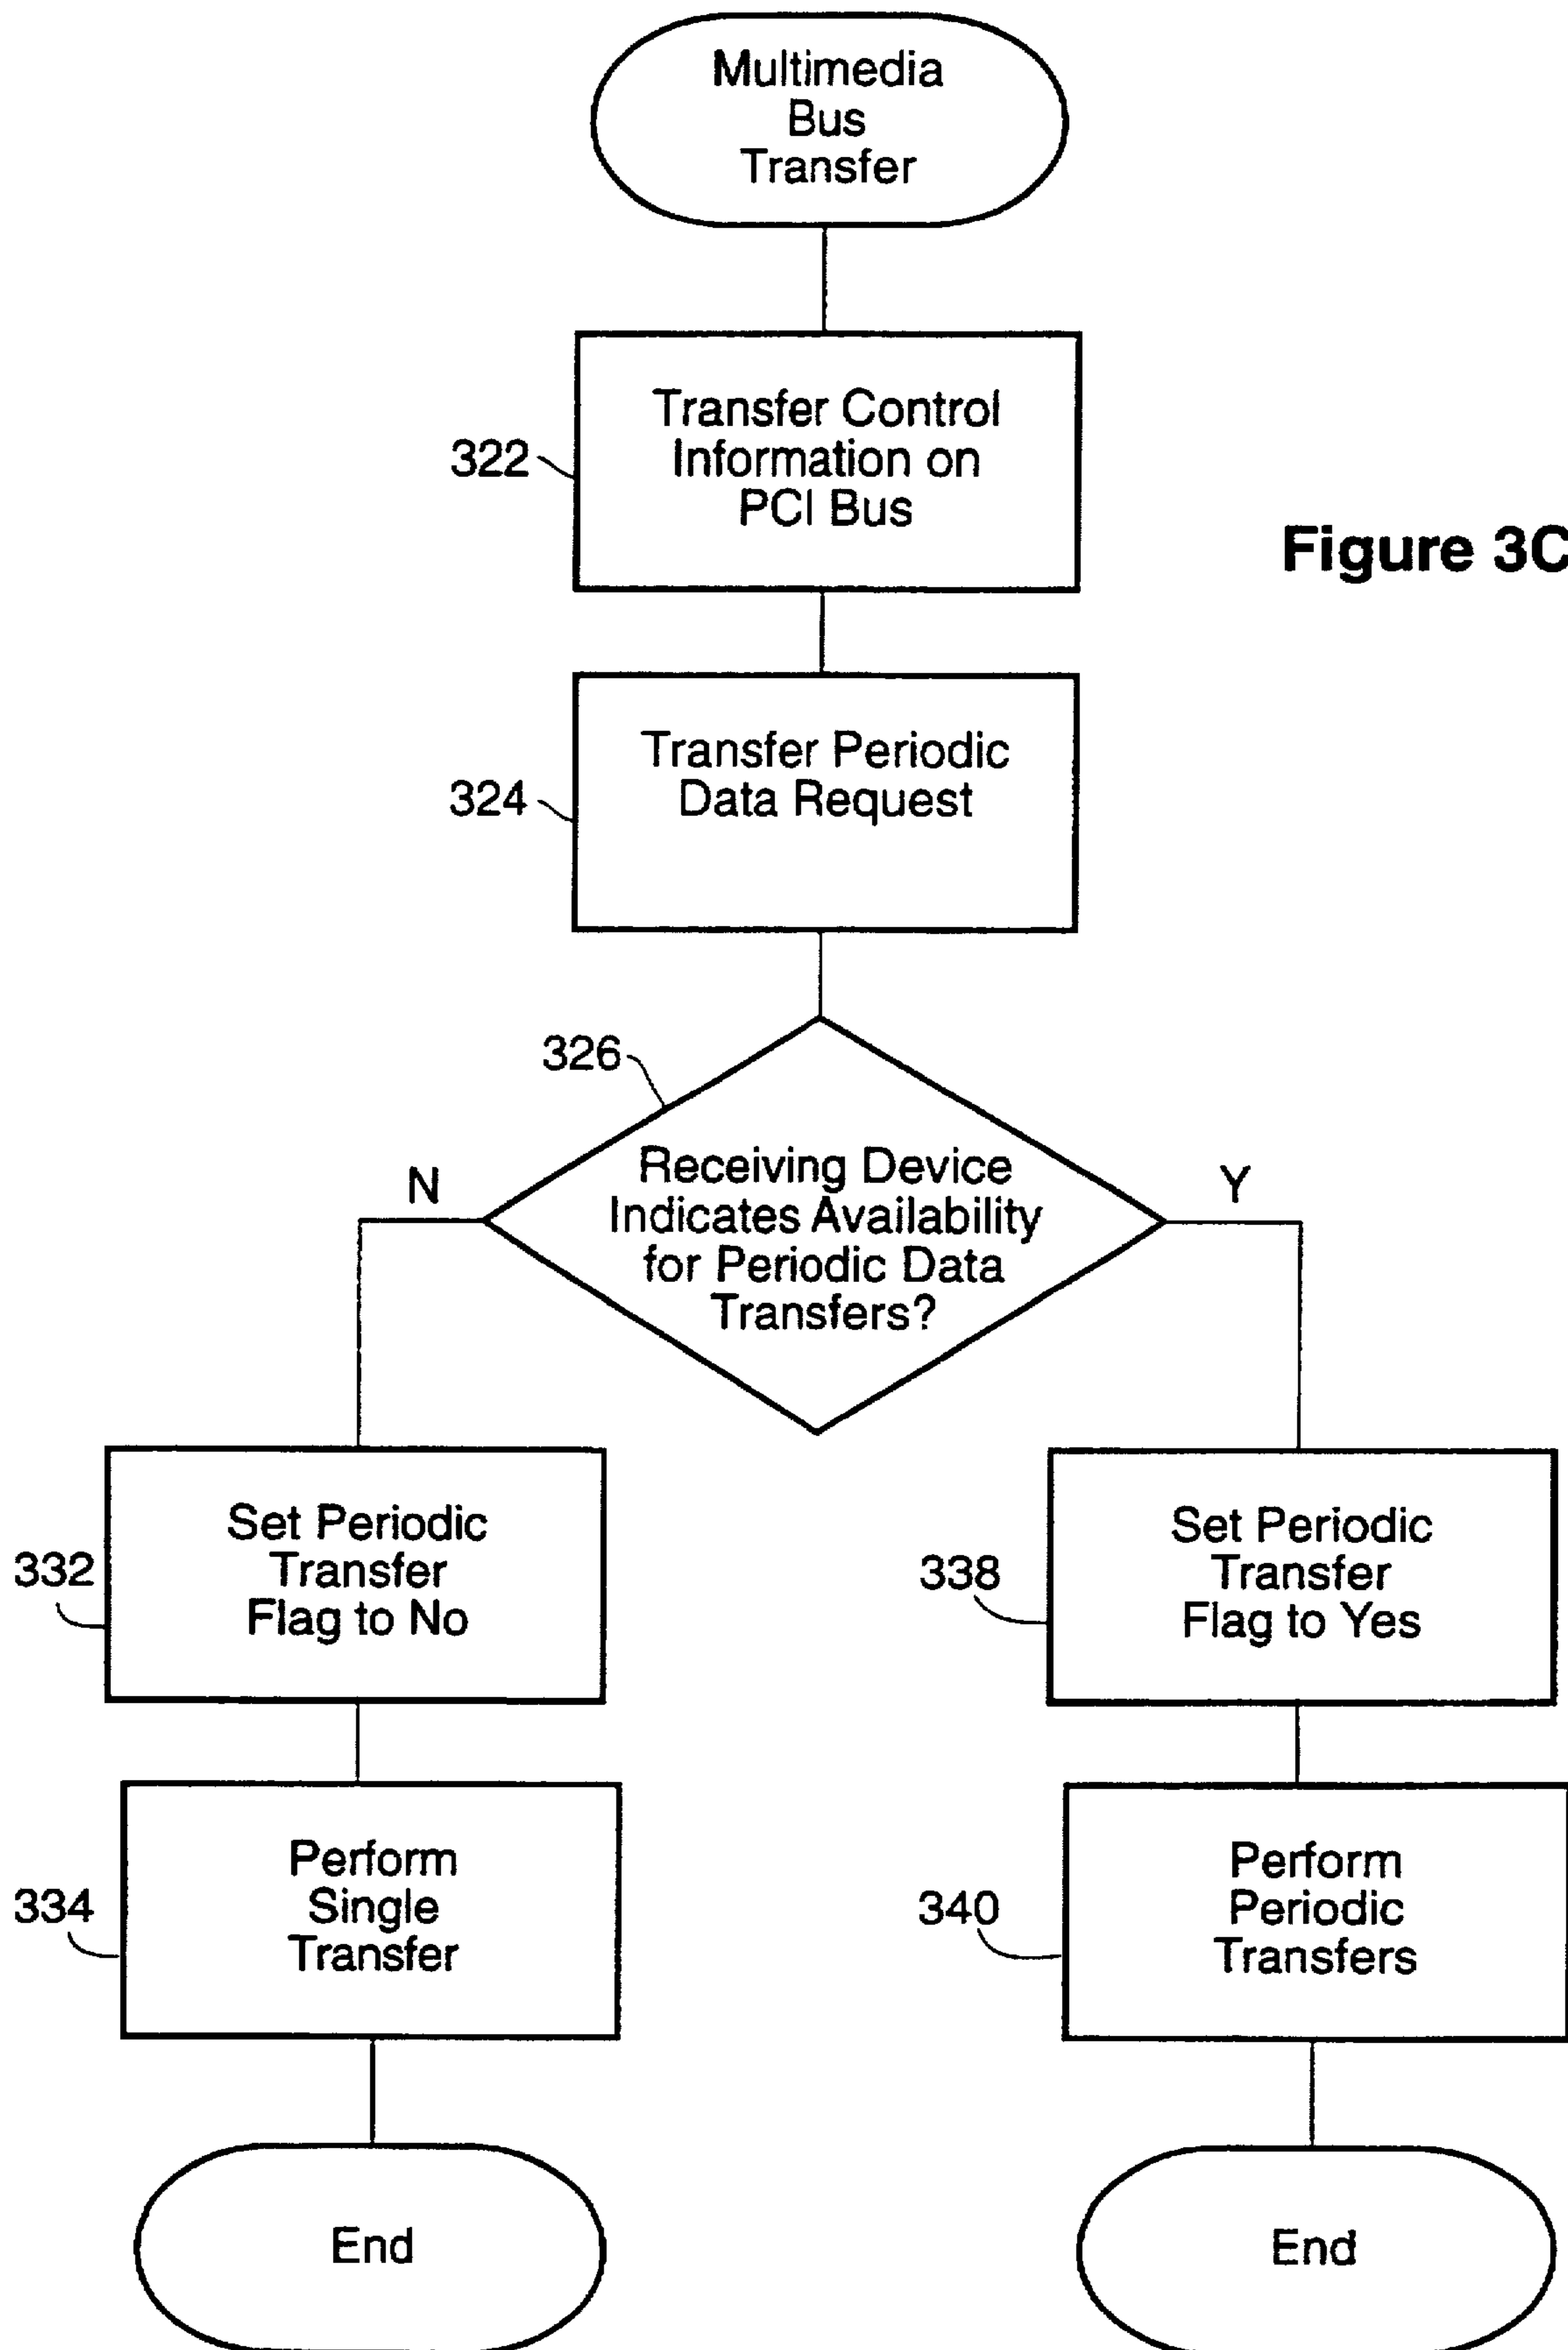 Multimedia
Bus
Transfer
322
Transfer Control
Information on
PCI Bus
Figure 3C
324
Transfer Periodic
Data Request
326
N
Receiving Device
Indicates Availability
for Periodic Data
Transfers?
Y
332
Set Periodic
Transfer
Flag to No
338
Set Periodic
Transfer
Flag to Yes
334
Perform
Single
Transfer
340
Perform
Periodic
Transfers
End
End